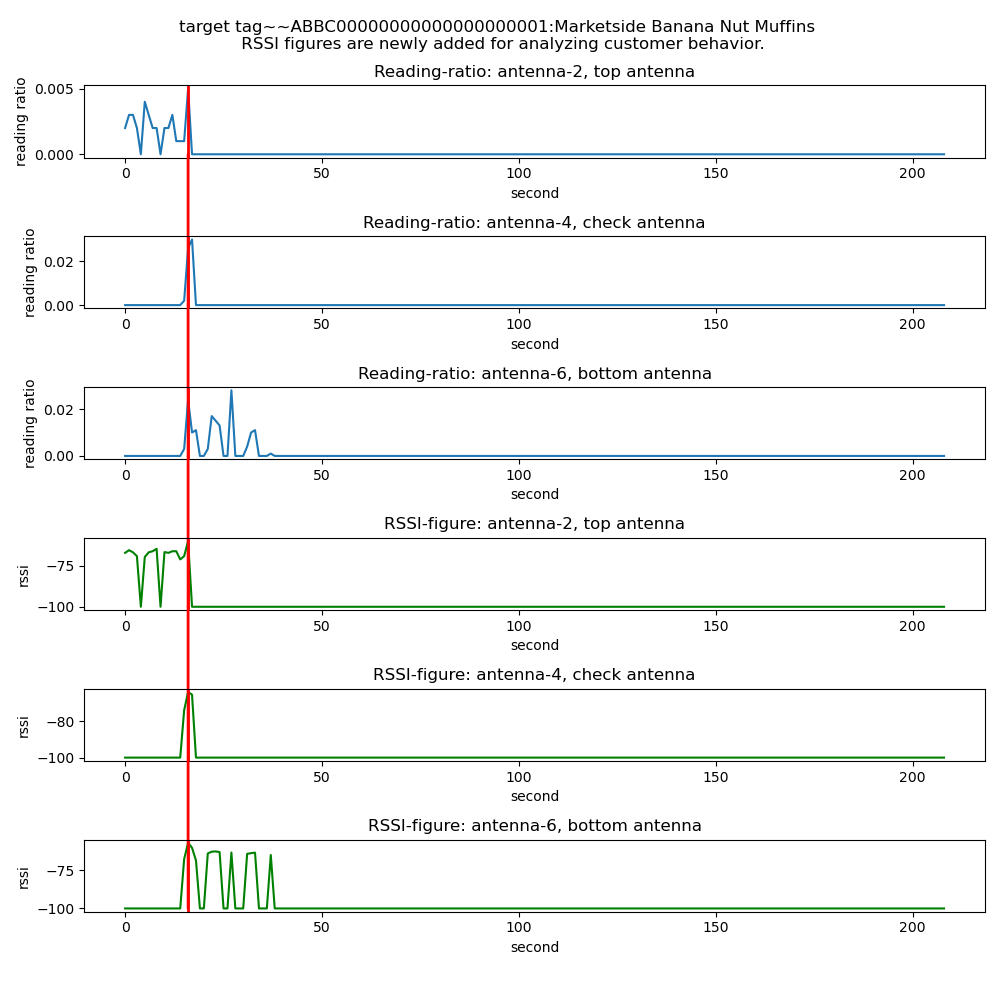 target tag~~ABBC00000000000000000001:Marketside Banana Nut Muffins
RSSI figures are newly added for analyzing customer behavior.
Reading-ratio: antenna-2, top antenna
reading ratio
0.005
0.000
0 50 100 150 200
second
Reading-ratio: antenna-4, check antenna
reading ratio
0.02
0.00
0 50 100 150 200
second
Reading-ratio: antenna-6, bottom antenna
reading ratio
0.02
0.00
0 50 100 150 200
second
RSSI-figure: antenna-2, top antenna
rssi
−75
−100
0 50 100 150 200
second
RSSI-figure: antenna-4, check antenna
rssi
−80
−100
0 50 100 150 200
second
RSSI-figure: antenna-6, bottom antenna
rssi
−75
−100
0 50 100 150 200
second